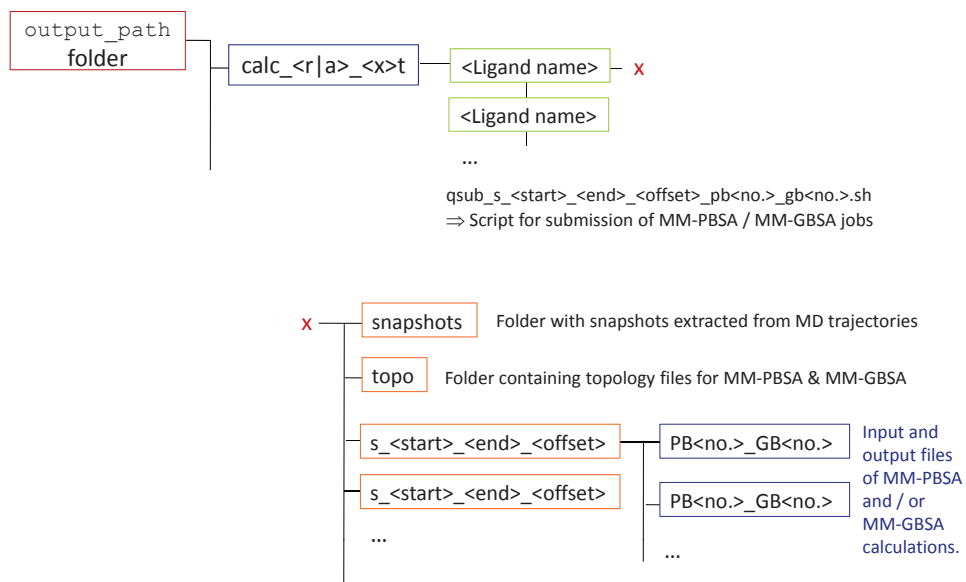 output_path
folder
calc_<r|a>_<x>t
<Ligand name>
x
<Ligand name>
...
qsub_s_<start>_<end>_<offset>_pb<no.>_gb<no.>.sh
⇒ Script for submission of MM-PBSA / MM-GBSA jobs
x
snapshots
Folder with snapshots extracted from MD trajectories
topo
Folder containing topology files for MM-PBSA & MM-GBSA
s_<start>_<end>_<offset>
PB<no.>_GB<no.>
s_<start>_<end>_<offset>
PB<no.>_GB<no.>
...
...
Input and
output files
of MM-PBSA
and / or
MM-GBSA
calculations.